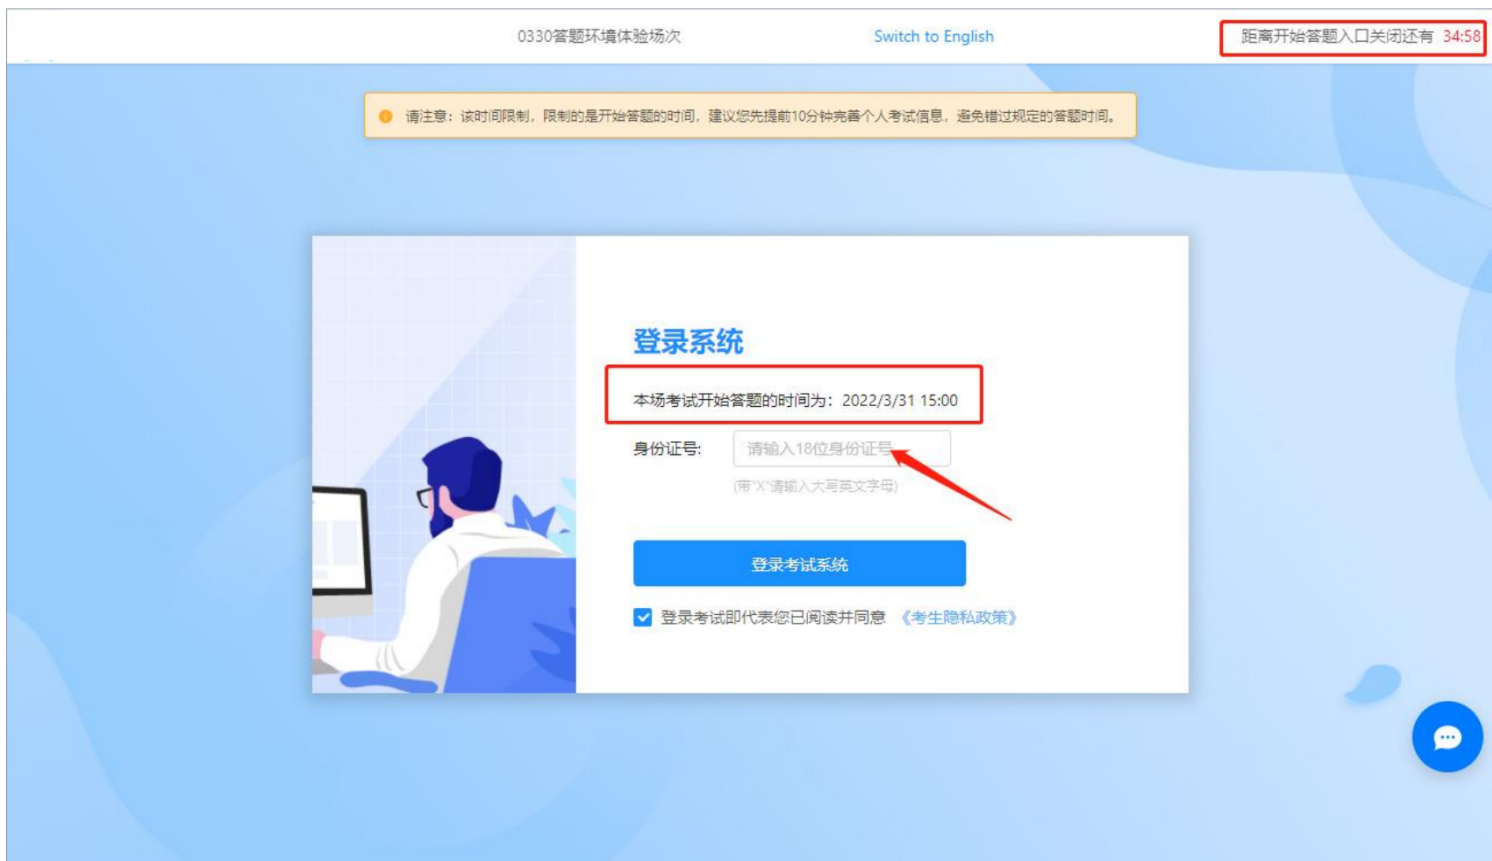 0330答题环境体验场次
Switch to English
距离开始答题入口关闭还有 34:58
请注意：该时间限制，限制的是开始答题的时间，建议您先提前10分钟完善个人考试信息，避免错过规定的答题时间。
登录系统
本场考试开始答题的时间为：2022/3/31 15:00
身份证号:
请输入18位身份证号
(带"X"请输入大写英文字母)
登录考试系统
登录考试即代表您已阅读并同意 《考生隐私政策》